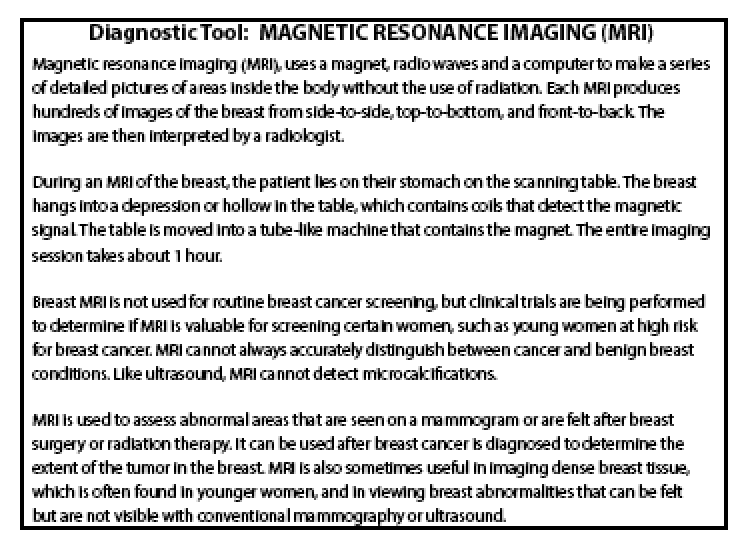 Diagnostic Tool: MAGNETIC RESONANCE IMAGING (MRI)
Magnetic resonance imaging (MRI), uses a magnet, radio waves and a computer to make a series
of detailed pictures of areas inside the body without the use of radiation. Each MRI produces
hundreds of images of the breast from side-to-side, top-to-bottom, and front-to-back. The
images are then interpreted by a radiologist.
During an MRI of the breast, the patient lies on their stomach on the scanning table. The breast
hangs into a depression or hollow in the table, which contains coils that detect the magnetic
signal. The table is moved into a tube-like machine that contains the magnet. The entire imaging
session takes about 1 hour.
Breast MRI is not used for routine breast cancer screening, but clinical trials are being performed
to determine if MRI is valuable for screening certain women, such as young women at high risk
for breast cancer. MRI cannot always accurately distinguish between cancer and benign breast
conditions. Like ultrasound, MRI cannot detect microcalcifications.
MRI is used to assess abnormal areas that are seen on a mammogram or are felt after breast
surgery or radiation therapy. It can be used after breast cancer is diagnosed to determine the
extent of the tumor in the breast. MRI is also sometimes useful in imaging dense breast tissue,
which is often found in younger women, and in viewing breast abnormalities that can be felt
but are not visible with conventional mammography or ultrasound.